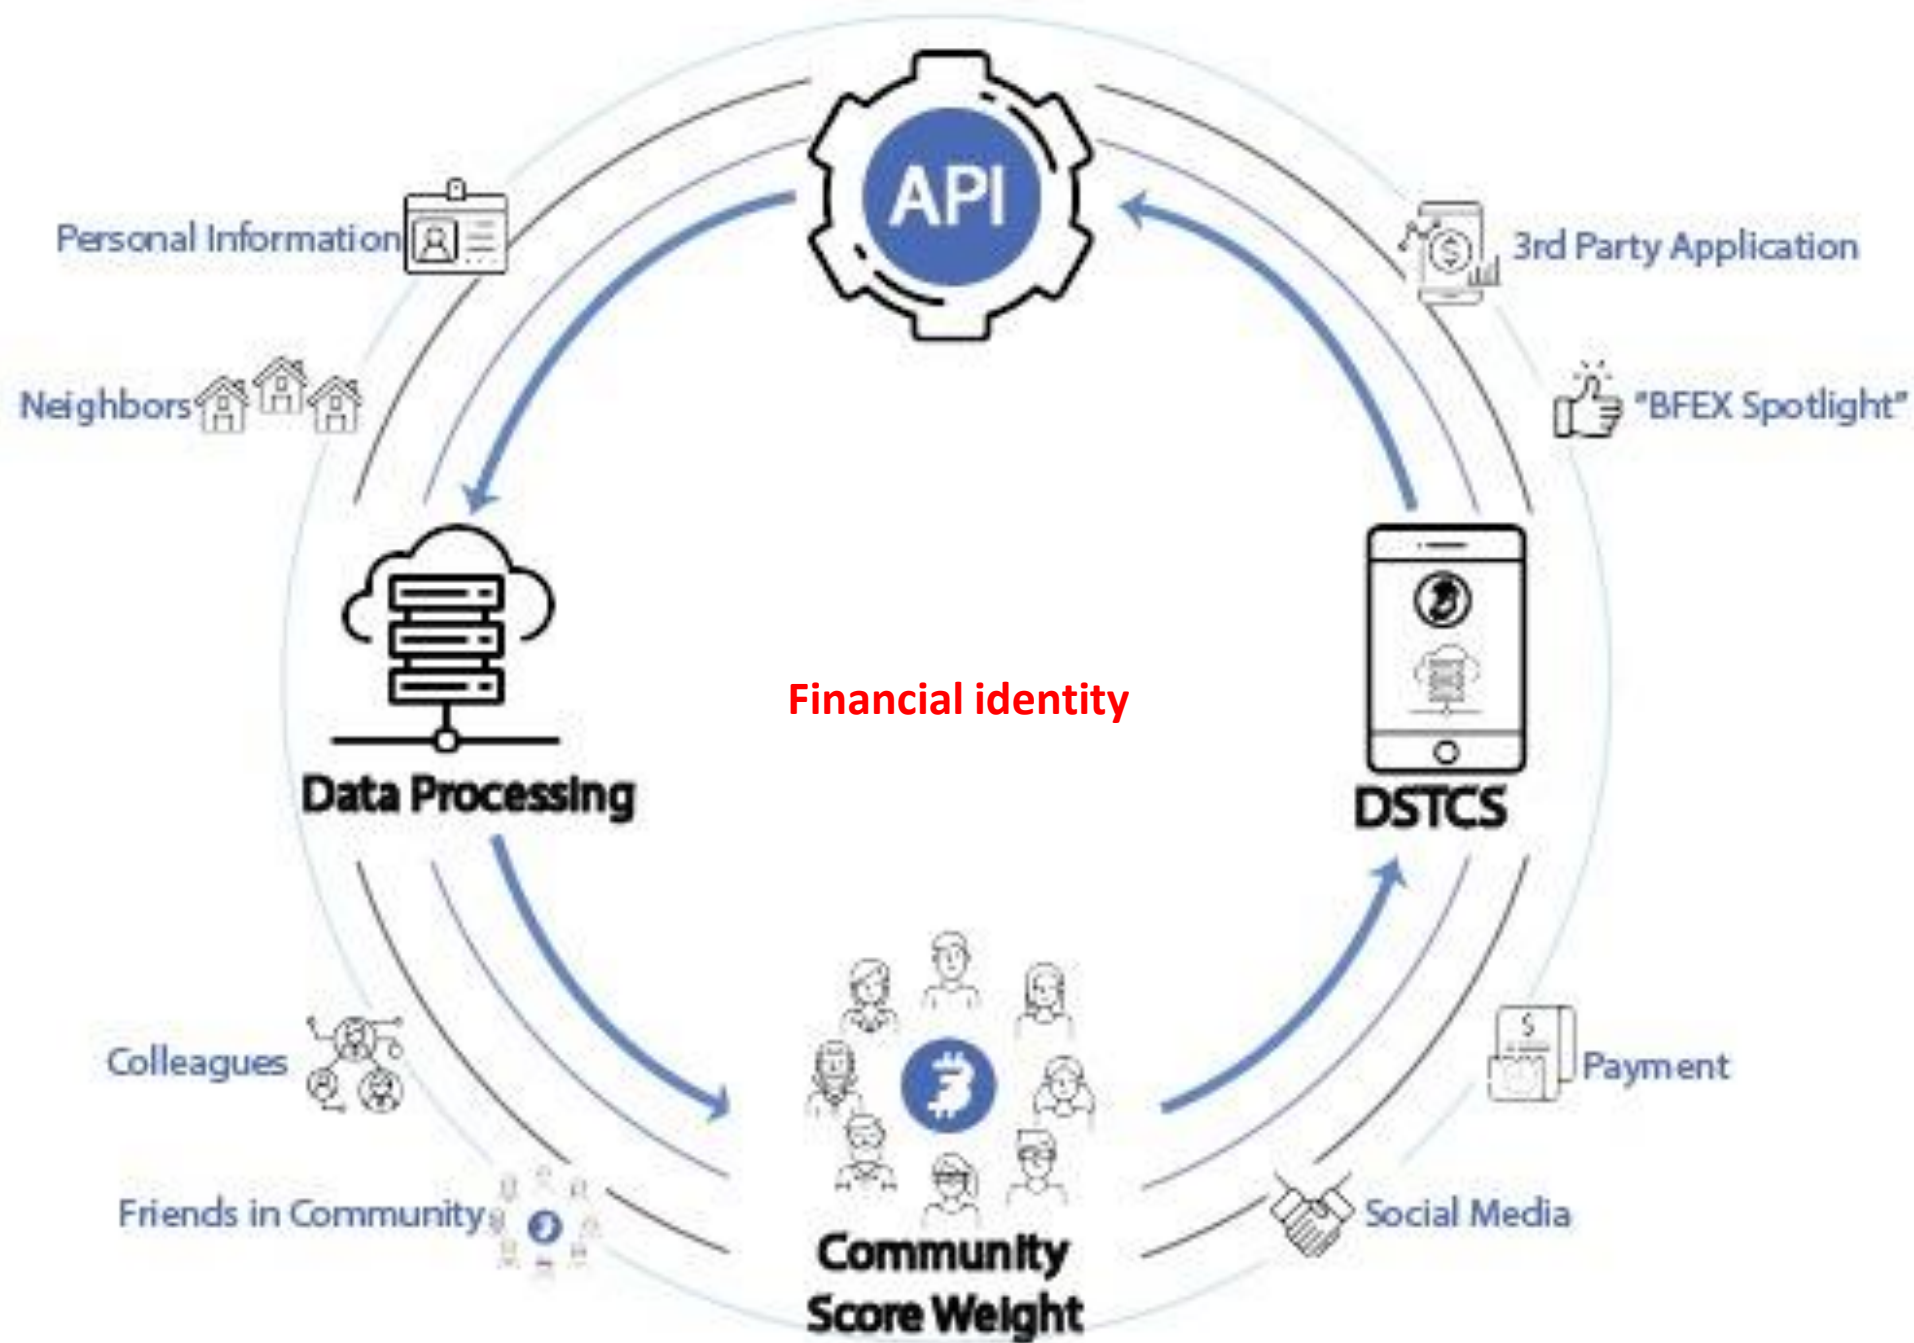 API
Personal Information
3rd Party Application
Neighbors
"BFEX Spotlight"
Financial identity
Data Processing
DSTCS
Colleagues
Payment
Friends in Community
Social Media
Community
Score Weight